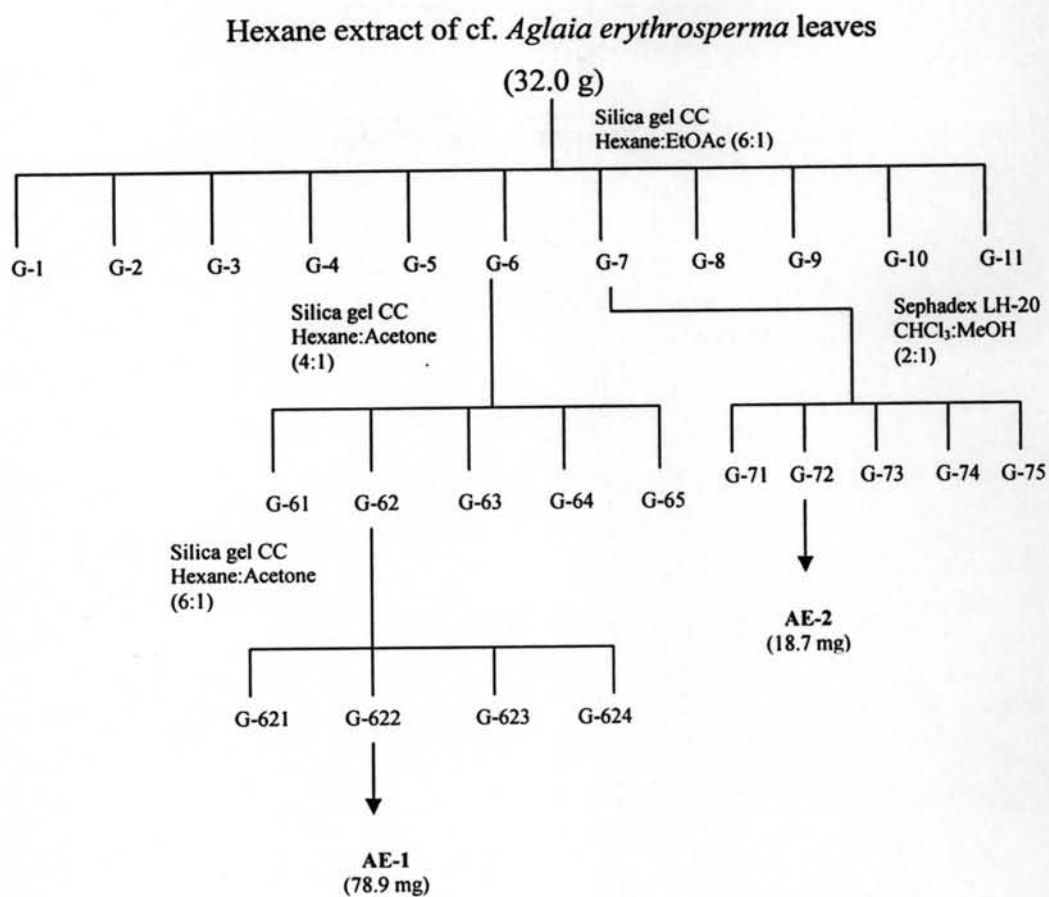 Hexane extract of cf. Aglaia erythrosperma leaves
(32.0 g)
Silica gel CC
Hexane:EtOAc (6:1)
G-1 G-2 G-3 G-4 G-5 G-6 G-7 G-8 G-9 G-10 G-11
Silica gel CC
Hexane:Acetone
(4:1)
Sephadex LH-20
CHCl₃:MeOH
(2:1)
G-71 G-72 G-73 G-74 G-75
G-61 G-62 G-63 G-64 G-65
Silica gel CC
Hexane:Acetone
(6:1)
AE-2
(18.7 mg)
G-621 G-622 G-623 G-624
AE-1
(78.9 mg)